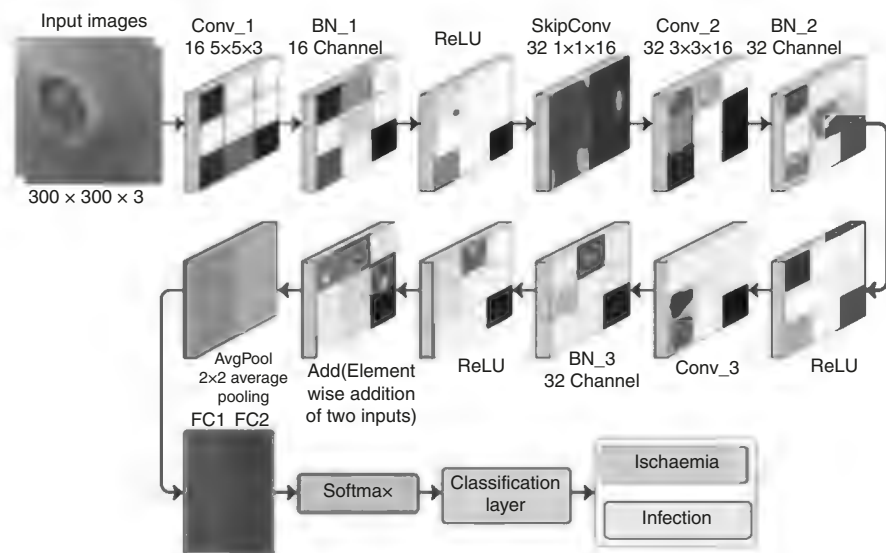 Input images
300 × 300 × 3
Conv_1
16 5×5×3
BN_1
16 Channel
ReLU
SkipConv
32 1×1×16
Conv_2
32 3×3×16
BN_2
32 Channel
ReLU
Conv_3
BN_3
32 Channel
ReLU
Add(Element
wise addition
of two inputs)
AvgPool
2×2 average
pooling
FC1 FC2
Softmax
Classification
layer
Ischaemia
Infection